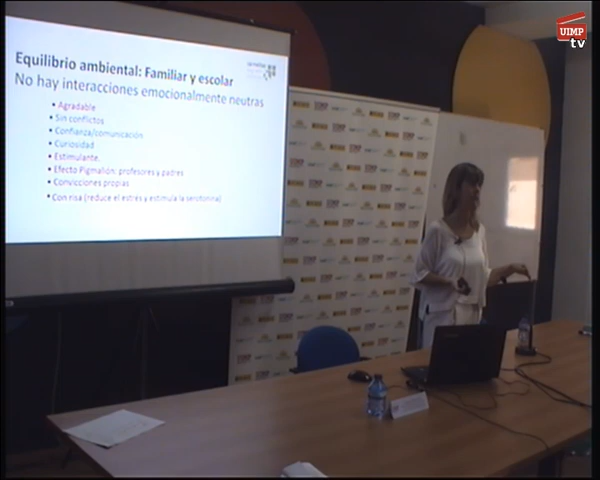 UIMP
tv
Equilibrio ambiental: Familiar y escolar
No hay interacciones emocionalmente neutras
• Agradable
• Sin conflictos
• Confianza/comunicación
• Curiosidad
• Estimulante.
• Efecto Pigmalión: profesores y padres
• Convicciones propias
• Con risa (reduce el estrés y estimula la serotonina)